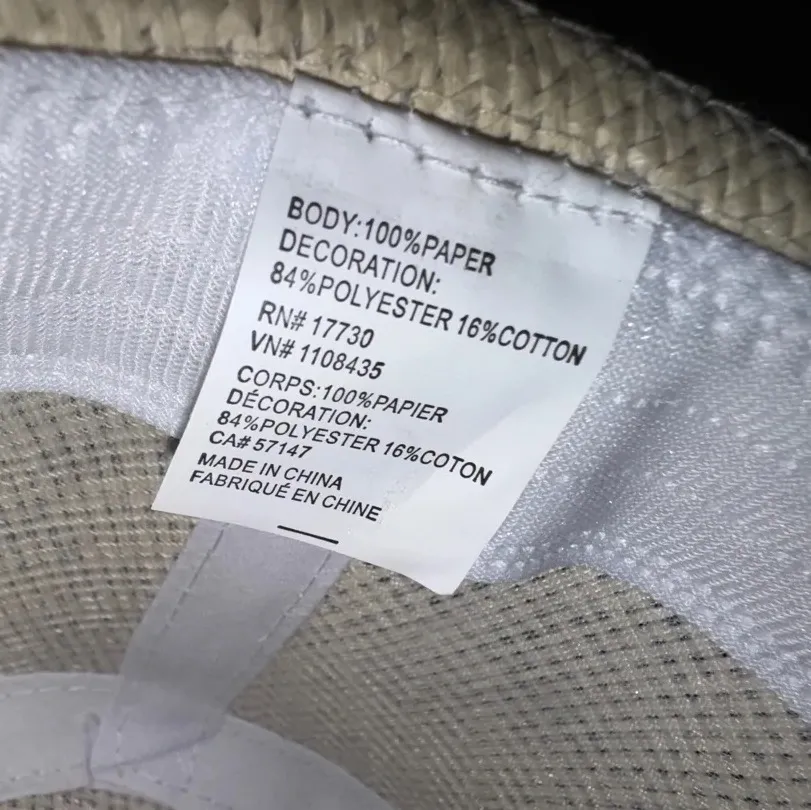 BODY:100%PAPER
DECORATION:
84%POLYESTER 16%COTTON
RN# 17730
VN# 1108435
CORPS:100%PAPIER
DÉCORATION:
84%POLYESTER 16%COTON
CA# 57147
MADE IN CHINA
FABRIQUÉ EN CHINE